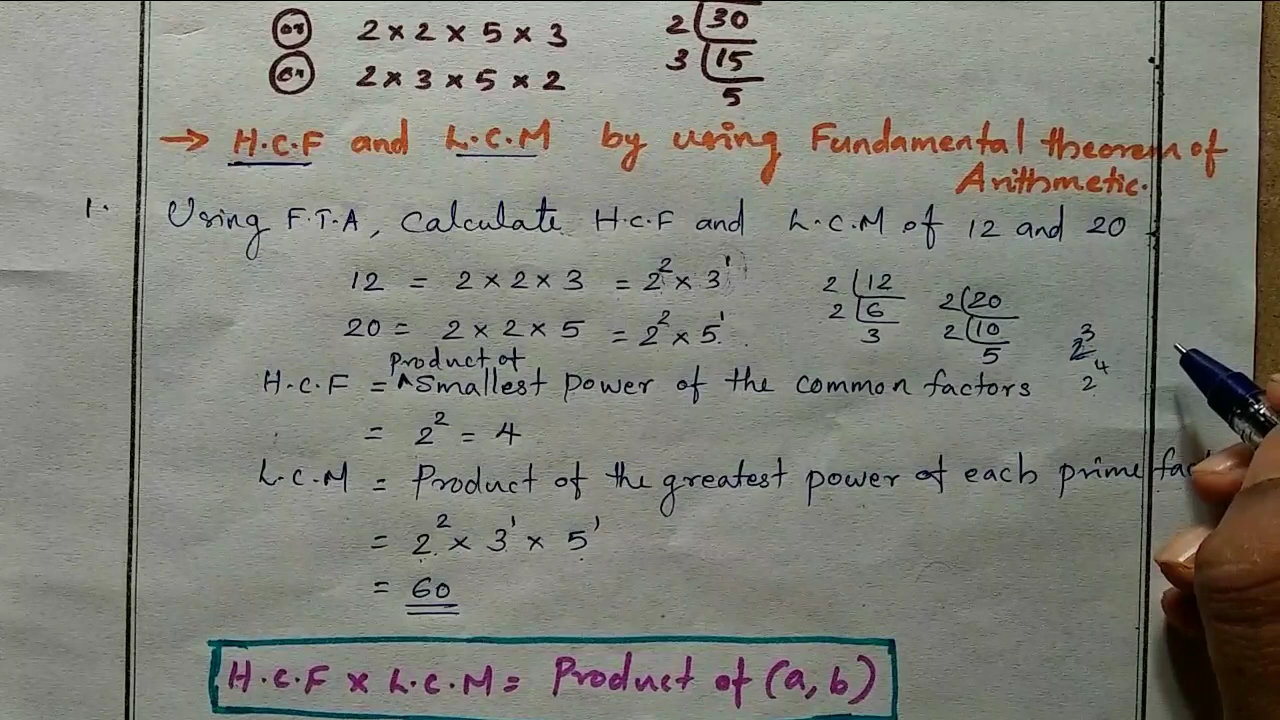 (or) 2 × 2 × 5 × 3
(or) 2 × 3 × 5 × 2
2 | 30
3 | 15
5
→ H.C.F and L.C.M by using Fundamental theorem of
Arithmetic.
1. Using F.T.A, Calculate H.C.F and L.C.M of 12 and 20.
12 = 2 × 2 × 3 = 2² × 3¹
20 = 2 × 2 × 5 = 2² × 5¹
2 | 12
2 | 6
3
2 | 20
2 | 10
5
2³
2⁴
Product of
H.C.F = ^Smallest power of the common factors
= 2² = 4
L.C.M = Product of the greatest power of each prime
= 2² × 3¹ × 5¹
= 60
H.C.F × L.C.M = Product of (a, b)